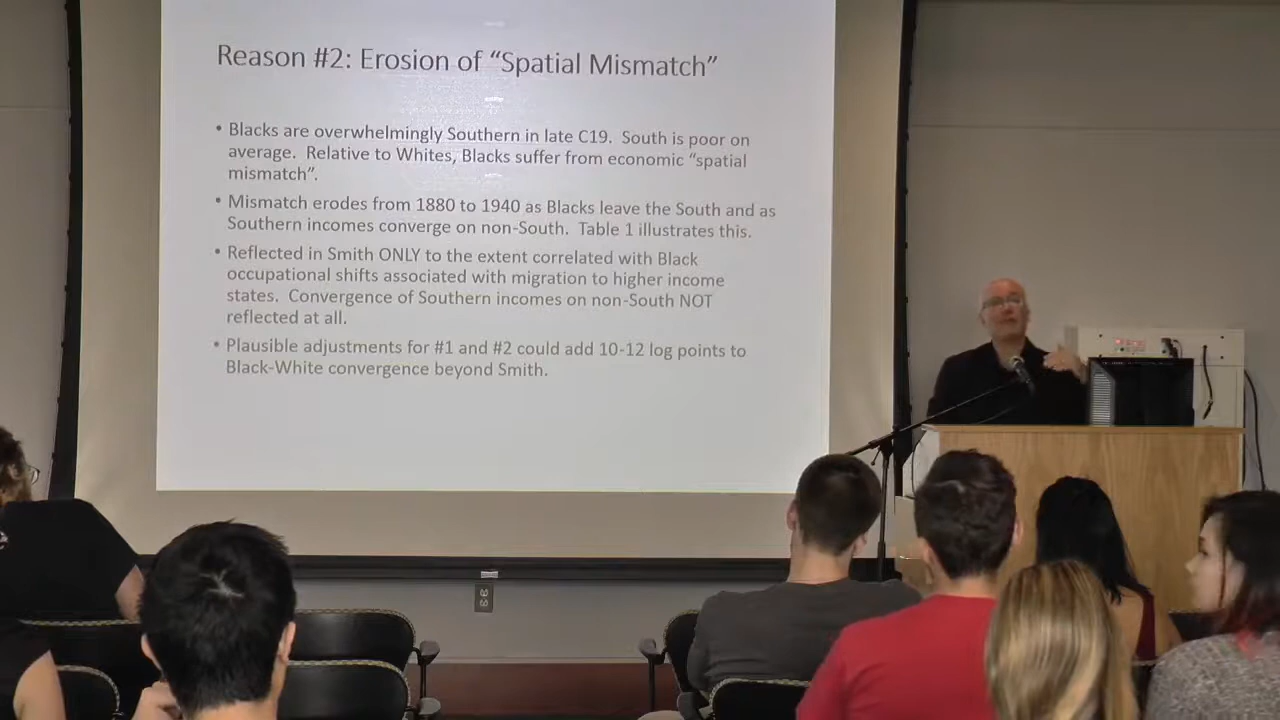 Reason #2: Erosion of “Spatial Mismatch”
• Blacks are overwhelmingly Southern in late C19.  South is poor on
average.  Relative to Whites, Blacks suffer from economic “spatial
mismatch”.
• Mismatch erodes from 1880 to 1940 as Blacks leave the South and as
Southern incomes converge on non-South.  Table 1 illustrates this.
• Reflected in Smith ONLY to the extent correlated with Black
occupational shifts associated with migration to higher income
states.  Convergence of Southern incomes on non-South NOT
reflected at all.
• Plausible adjustments for #1 and #2 could add 10-12 log points to
Black-White convergence beyond Smith.